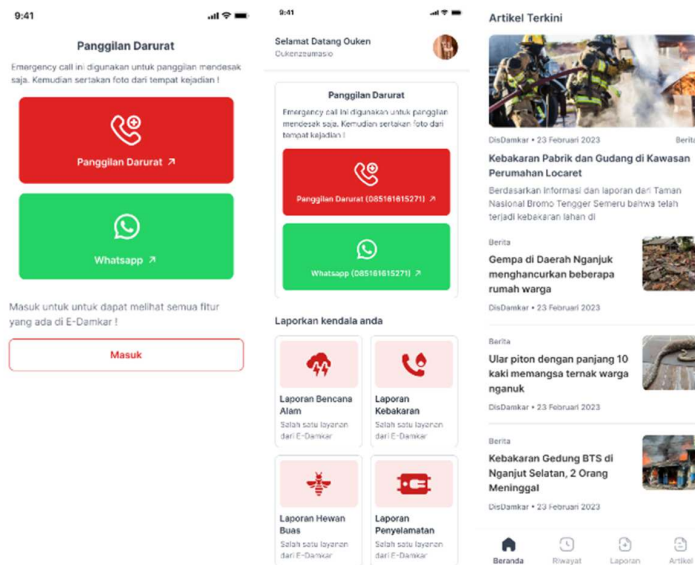 9:41
Panggilan Darurat
Emergency call ini digunakan untuk panggilan mendesak
saja. Kemudian sertakan foto dari tempat kejadian !
Panggilan Darurat
Whatsapp
Masuk untuk untuk dapat melihat semua fitur
yang ada di E-Damkar !
Masuk
9:41
Selamat Datang Ouken
Oukenzeumasio
Panggilan Darurat
Emergency call ini digunakan untuk panggilan
mendesak saja. Kemudian sertakan foto dari
tempat kejadian !
Panggilan Darurat (085161615271)
Whatsapp (085161615271)
Laporkan kendala anda
Laporan Bencana
Alam
Salah satu layanan
dari E-Damkar
Laporan
Kebakaran
Salah satu layanan
dari E-Damkar
Laporan Hewan
Buas
Salah satu layanan
dari E-Damkar
Laporan
Penyelamatan
Salah satu layanan
dari E-Damkar
Artikel Terkini
DisDamkar • 23 Februari 2023
Berita
Kebakaran Pabrik dan Gudang di Kawasan
Perumahan Locaret
Berdasarkan informasi dan laporan dari Taman
Nasional Bromo Tengger Semeru bahwa telah
terjadi kebakaran lahan di
Berita
Gempa di Daerah Nganjuk
menghancurkan beberapa
rumah warga
DisDamkar • 23 Februari 2023
Berita
Ular piton dengan panjang 10
kaki memangsa ternak warga
nganuk
DisDamkar • 23 Februari 2023
Berita
Kebakaran Gedung BTS di
Nganjut Selatan, 2 Orang
Meninggal
DisDamkar • 23 Februari 2023
Beranda
Riwayat
Laporan
Artikel